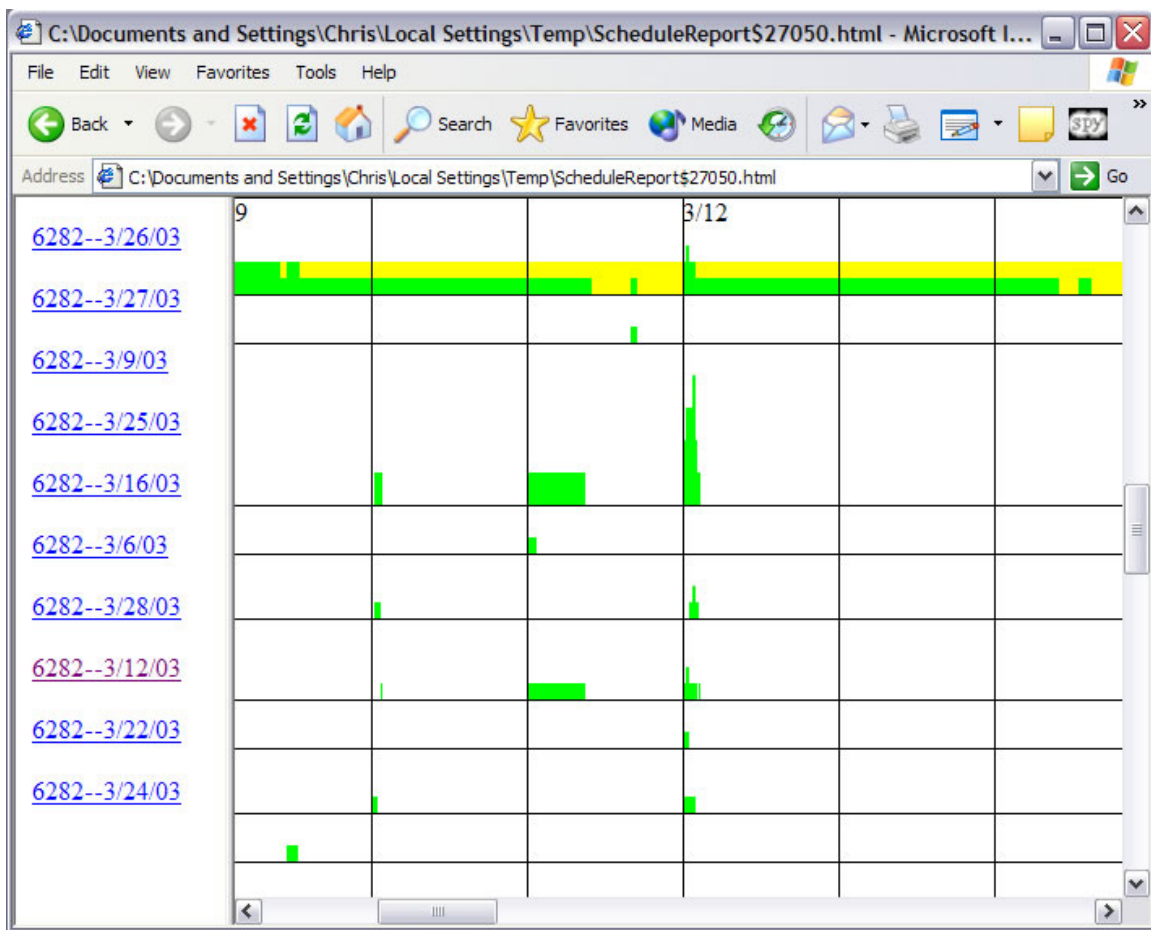 C:\Documents and Settings\Chris\Local Settings\Temp\ScheduleReport$27050.html - Microsoft I...
File Edit View Favorites Tools Help
Back Search Favorites Media SPY »
Address C:\Documents and Settings\Chris\Local Settings\Temp\ScheduleReport$27050.html Go
9 3/12
6282--3/26/03
6282--3/27/03
6282--3/9/03
6282--3/25/03
6282--3/16/03
6282--3/6/03
6282--3/28/03
6282--3/12/03
6282--3/22/03
6282--3/24/03